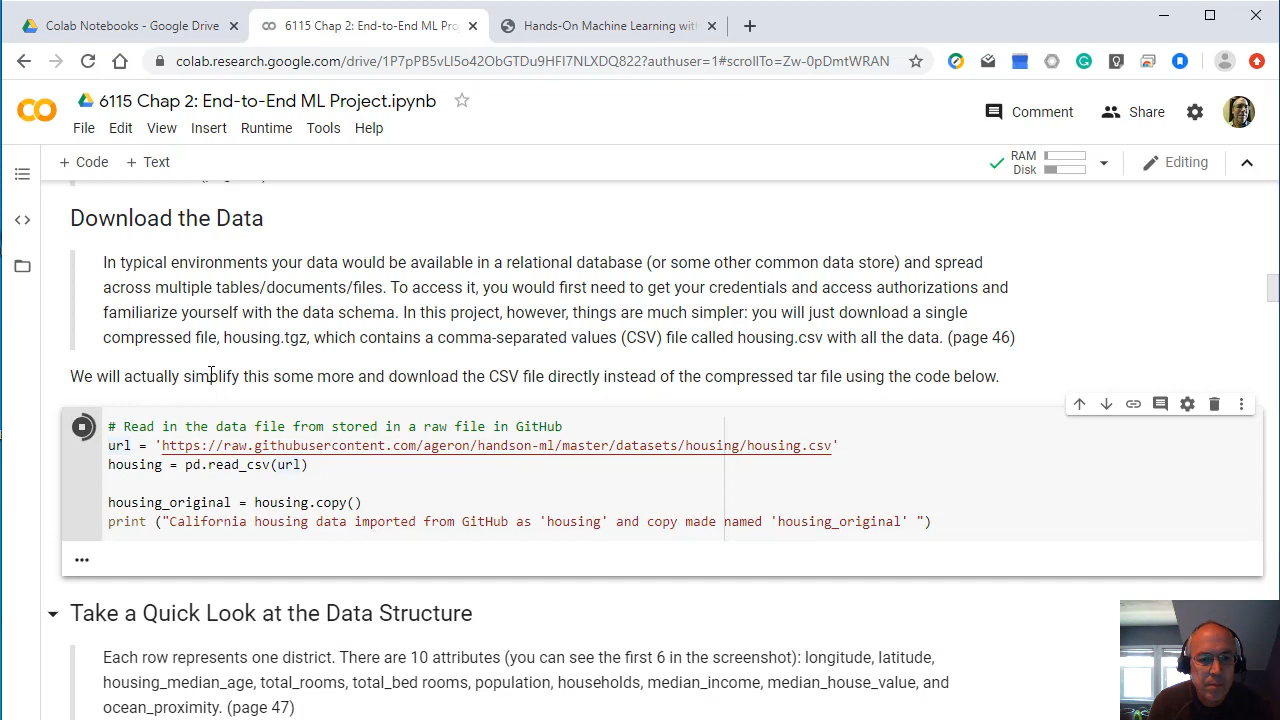 Colab Notebooks - Google Drive
6115 Chap 2: End-to-End ML Pro
Hands-On Machine Learning with
colab.research.google.com/drive/1P7pPB5vLI5o42ObGTDu9HFI7NLXDQ822?authuser=1#scrollTo=Zw-0pDmtWRAN
6115 Chap 2: End-to-End ML Project.ipynb
Comment
Share
File Edit View Insert Runtime Tools Help
+ Code + Text
RAM
Disk
Editing
Download the Data
In typical environments your data would be available in a relational database (or some other common data store) and spread
across multiple tables/documents/files. To access it, you would first need to get your credentials and access authorizations and
familiarize yourself with the data schema. In this project, however, things are much simpler: you will just download a single
compressed file, housing.tgz, which contains a comma-separated values (CSV) file called housing.csv with all the data. (page 46)
We will actually simplify this some more and download the CSV file directly instead of the compressed tar file using the code below.
# Read in the data file from stored in a raw file in GitHub
url = 'https://raw.githubusercontent.com/ageron/handson-ml/master/datasets/housing/housing.csv'
housing = pd.read_csv(url)
housing_original = housing.copy()
print ("California housing data imported from GitHub as 'housing' and copy made named 'housing_original' ")
...
Take a Quick Look at the Data Structure
Each row represents one district. There are 10 attributes (you can see the first 6 in the screenshot): longitude, latitude,
housing_median_age, total_rooms, total_bed rooms, population, households, median_income, median_house_value, and
ocean_proximity. (page 47)